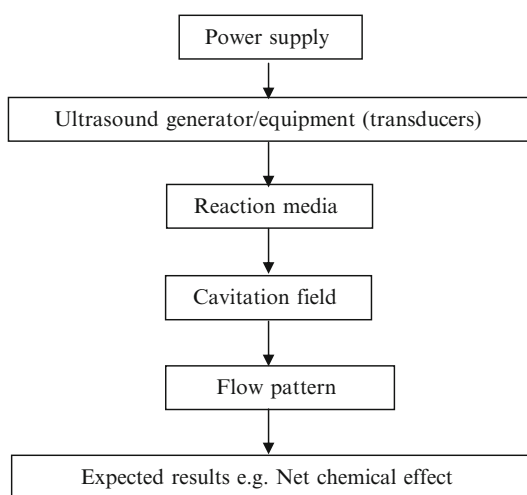 Power supply
Ultrasound generator/equipment (transducers)
Reaction media
Cavitation field
Flow pattern
Expected results e.g. Net chemical effect